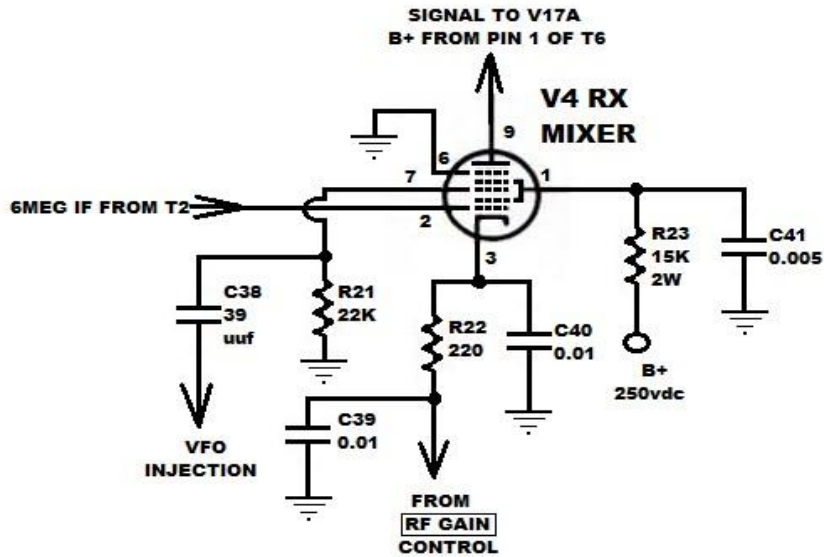 SIGNAL TO V17A
B+ FROM PIN 1 OF T6
V4 RX
MIXER
9
6
7
1
6MEG IF FROM T2
2
3
R23
15K
2W
C41
0.005
C38
39
uuf
R21
22K
R22
220
C40
0.01
B+
250vdc
C39
0.01
VFO
INJECTION
FROM
RF GAIN
CONTROL